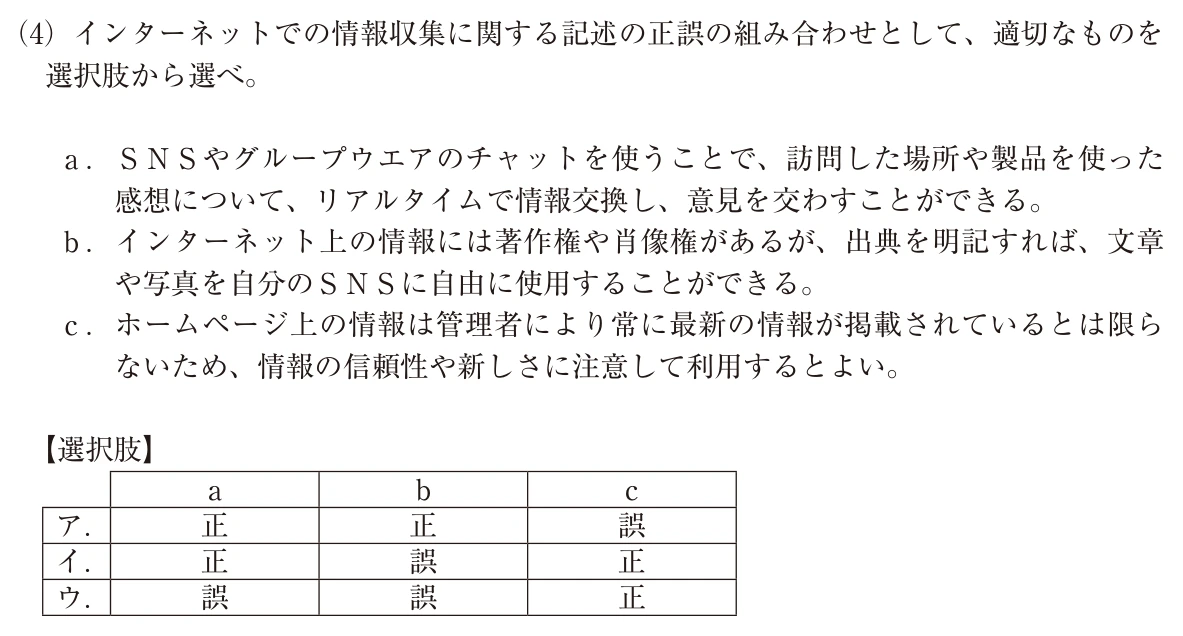 (4) インターネットでの情報収集に関する記述の正誤の組み合わせとして、適切なものを
選択肢から選べ。
a. ＳＮＳやグループウエアのチャットを使うことで、訪問した場所や製品を使った
感想について、リアルタイムで情報交換し、意見を交わすことができる。
b. インターネット上の情報には著作権や肖像権があるが、出典を明記すれば、文章
や写真を自分のＳＮＳに自由に使用することができる。
c. ホームページ上の情報は管理者により常に最新の情報が掲載されているとは限ら
ないため、情報の信頼性や新しさに注意して利用するとよい。
【選択肢】
a b c
ア. 正 正 誤
イ. 正 誤 正
ウ. 誤 誤 正